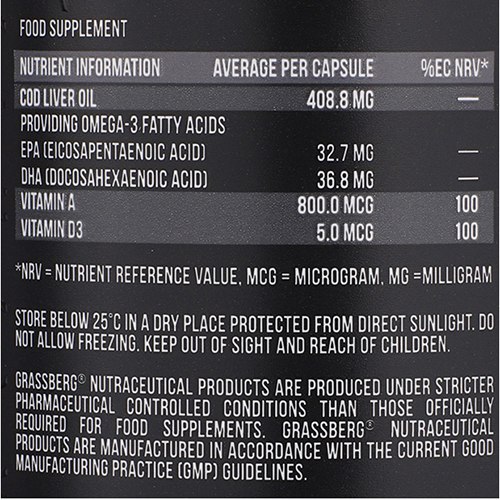 FOOD SUPPLEMENT
NUTRIENT INFORMATION AVERAGE PER CAPSULE %EC NRV*
COD LIVER OIL 408.8 MG —
PROVIDING OMEGA-3 FATTY ACIDS
EPA (EICOSAPENTAENOIC ACID) 32.7 MG —
DHA (DOCOSAHEXAENOIC ACID) 36.8 MG —
VITAMIN A 800.0 MCG 100
VITAMIN D3 5.0 MCG 100
*NRV = NUTRIENT REFERENCE VALUE, MCG = MICROGRAM, MG =MILLIGRAM
STORE BELOW 25°C IN A DRY PLACE PROTECTED FROM DIRECT SUNLIGHT. DO
NOT ALLOW FREEZING. KEEP OUT OF SIGHT AND REACH OF CHILDREN.
GRASSBERG® NUTRACEUTICAL PRODUCTS ARE PRODUCED UNDER STRICTER
PHARMACEUTICAL CONTROLLED CONDITIONS THAN THOSE OFFICIALLY
REQUIRED FOR FOOD SUPPLEMENTS. GRASSBERG® NUTRACEUTICAL
PRODUCTS ARE MANUFACTURED IN ACCORDANCE WITH THE CURRENT GOOD
MANUFACTURING PRACTICE (GMP) GUIDELINES.